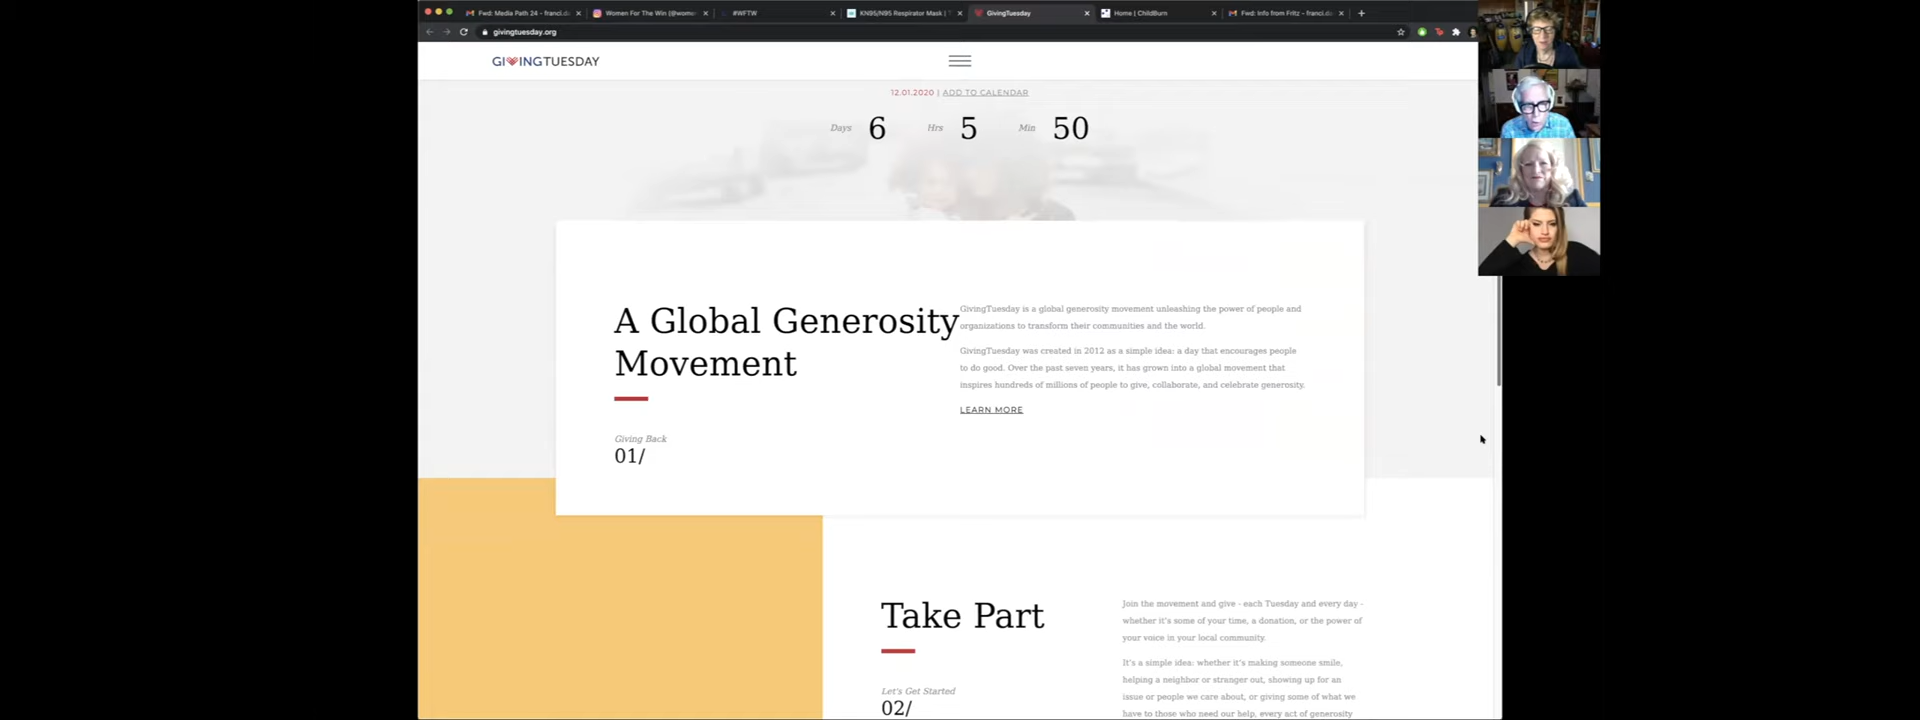 Fwd: Media Path 24 - franci.d
Women For The Win (@wome
#WFTW
KN95/N95 Respirator Mask |
GivingTuesday
Home | ChildBurn
Fwd: Info from Fritz - franci.d
givingtuesday.org
GIVINGTUESDAY
12.01.2020 | ADD TO CALENDAR
Days 6 Hrs 5 Min 50
A Global Generosity
Movement
Giving Back
01/
GivingTuesday is a global generosity movement unleashing the power of people and
organizations to transform their communities and the world.
GivingTuesday was created in 2012 as a simple idea: a day that encourages people
to do good. Over the past seven years, it has grown into a global movement that
inspires hundreds of millions of people to give, collaborate, and celebrate generosity.
LEARN MORE
Take Part
Let's Get Started
02/
Join the movement and give - each Tuesday and every day -
whether it's some of your time, a donation, or the power of
your voice in your local community.
It's a simple idea: whether it's making someone smile,
helping a neighbor or stranger out, showing up for an
issue or people we care about, or giving some of what we
have to those who need our help, every act of generosity